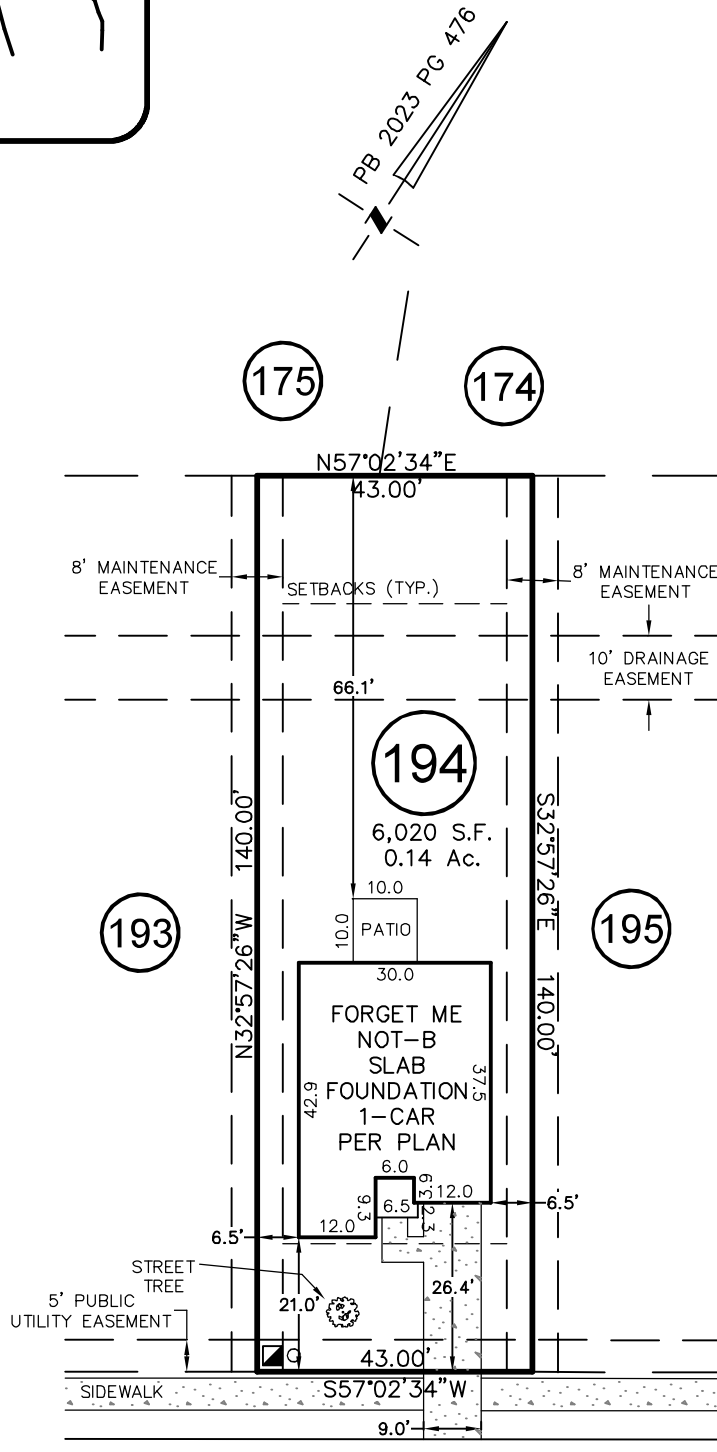 PB 2023 PG 476
175
174
N57°02'34"E
43.00'
8' MAINTENANCE
EASEMENT
SETBACKS (TYP.)
8' MAINTENANCE
EASEMENT
10' DRAINAGE
EASEMENT
66.1'
194
6,020 S.F.
0.14 Ac.
N32°57'26"W 140.00'
S32°57'26"E 140.00'
193
195
10.0
10.0
PATIO
30.0
FORGET ME
NOT-B
SLAB
FOUNDATION
1-CAR
PER PLAN
42.9
37.5
6.0
9.3
6.5
12.0
12.0
6.5'
6.5'
STREET
TREE
21.0'
26.4'
5' PUBLIC
UTILITY EASEMENT
43.00'
SIDEWALK
S57°02'34"W
9.0'